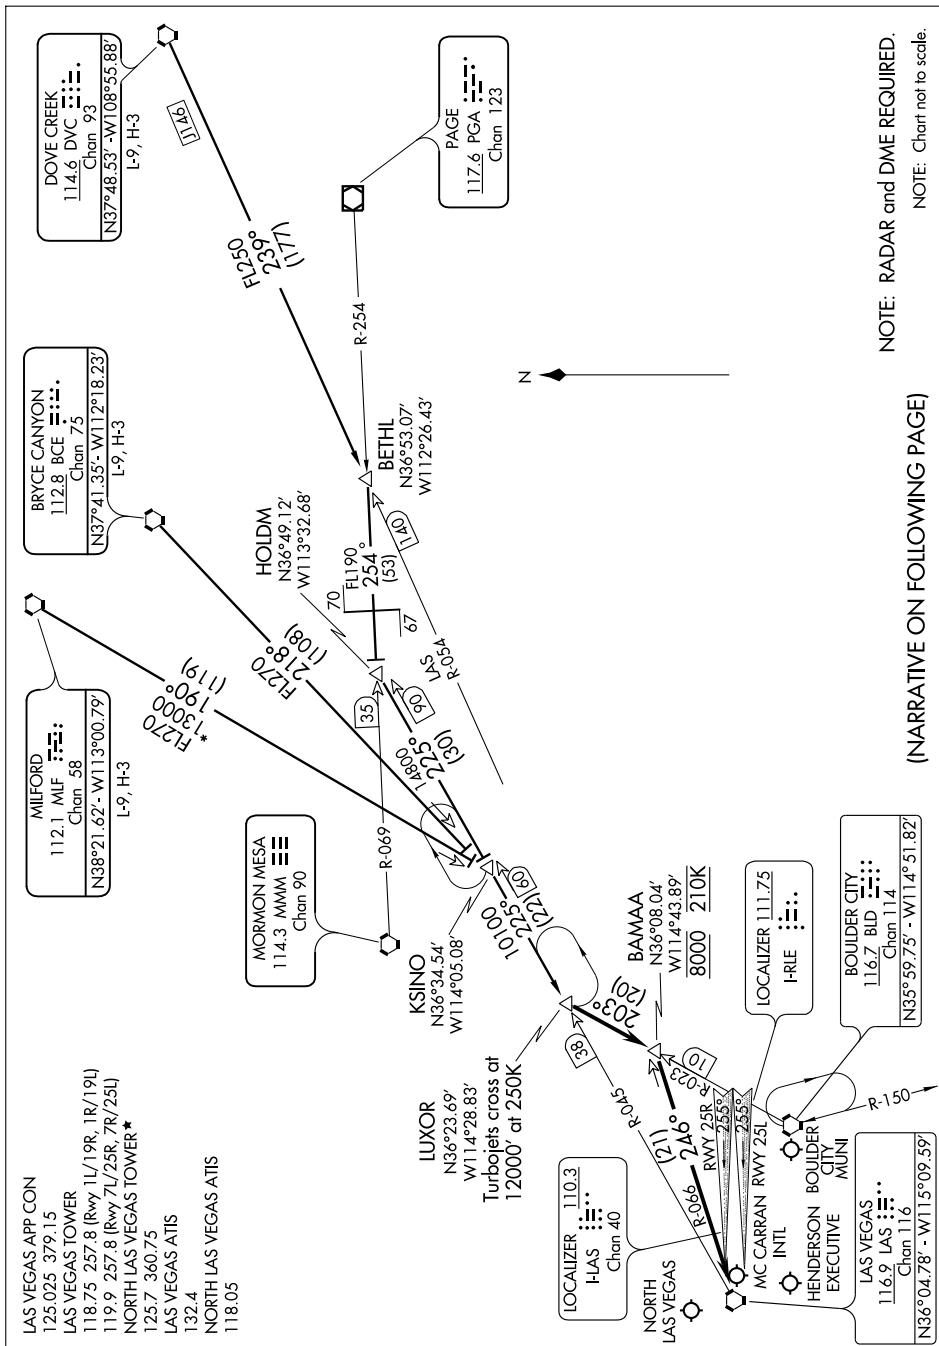 LAS VEGAS APP CON
125.025 379.15
LAS VEGAS TOWER
118.75 257.8 (Rwy 1L/19R, 1R/19L)
119.9 257.8 (Rwy 7L/25R, 7R/25L)
NORTH LAS VEGAS TOWER★
125.7 360.75
LAS VEGAS ATIS
132.4
NORTH LAS VEGAS ATIS
118.05
MILFORD
112.1 MLF
Chan 58
N38°21.62'- W113°00.79'
L-9, H-3
BRYCE CANYON
112.8 BCE
Chan 75
N37°41.35'- W112°18.23'
L-9, H-3
DOVE CREEK
114.6 DVC
Chan 93
N37°48.53' -W108°55.88'
L-9, H-3
J146
FL250
239°
(177)
FL270
218°
(108)
FL270
*13000
190°
(119)
MORMON MESA
114.3 MMM
Chan 90
R-069
35
HOLDM
N36°49.12'
W113°32.68'
70
67
FL190
254°
(53)
BETHL
N36°53.07'
W112°26.43'
R-254
PAGE
117.6 PGA
Chan 123
140
LAS
R-054
90
14800
225°
(30)
KSINO
N36°34.54'
W114°05.08'
60
10100
225°
(22)
LUXOR
N36°23.69'
W114°28.83'
Turbojets cross at
12000' at 250K
38
R-045
203°
(20)
BAMAA
N36°08.04'
W114°43.89'
8000 210K
N
(21)
246°
R-066
10
R-023
RWY 25R
255°
255°
RWY 25L
LOCALIZER 110.3
I-LAS
Chan 40
LOCALIZER 111.75
I-RLE
NORTH
LAS VEGAS
MC CARRAN
INTL
HENDERSON
EXECUTIVE
BOULDER
CITY
MUNI
R-150
BOULDER CITY
116.7 BLD
Chan 114
N35°59.75' - W114°51.82'
LAS VEGAS
116.9 LAS
Chan 116
N36°04.78' - W115°09.59'
(NARRATIVE ON FOLLOWING PAGE)
NOTE: RADAR and DME REQUIRED.
NOTE: Chart not to scale.